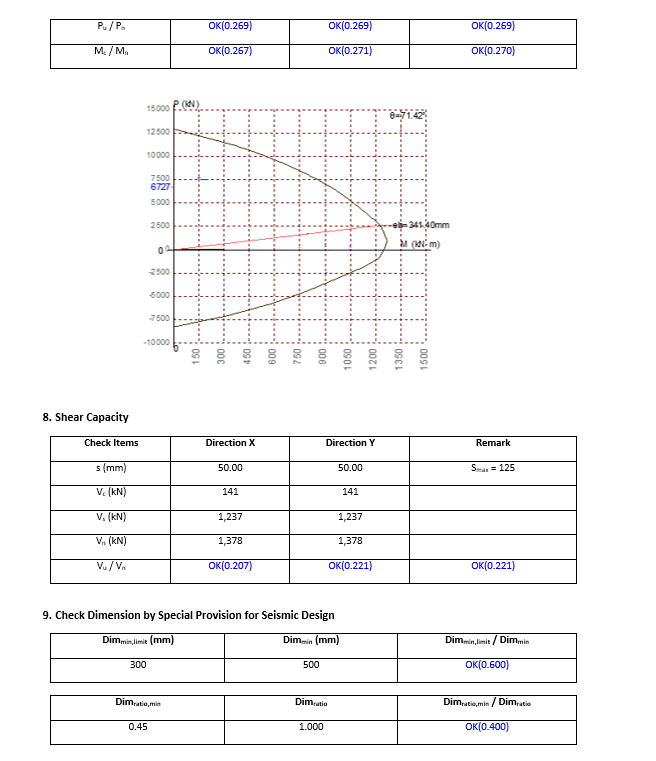 Pu / Pn OK(0.269) OK(0.269) OK(0.269)
Mc / Mn OK(0.267) OK(0.271) OK(0.270)
P (kN)
15000
θ=71.42°
12500
10000
7500
6727
5000
2500
eb= 341.40mm
M (kN·m)
0
-2500
-5000
-7500
-10000
0 150 300 450 600 750 900 1050 1200 1350 1500
8. Shear Capacity
Check Items Direction X Direction Y Remark
s (mm) 50.00 50.00 Smax = 125
Vc (kN) 141 141
Vs (kN) 1,237 1,237
Vn (kN) 1,378 1,378
Vu / Vn OK(0.207) OK(0.221) OK(0.221)
9. Check Dimension by Special Provision for Seismic Design
Dimmin,limit (mm) Dimmin (mm) Dimmin,limit / Dimmin
300 500 OK(0.600)
Dimratio,min Dimratio Dimratio,min / Dimratio
0.45 1.000 OK(0.400)